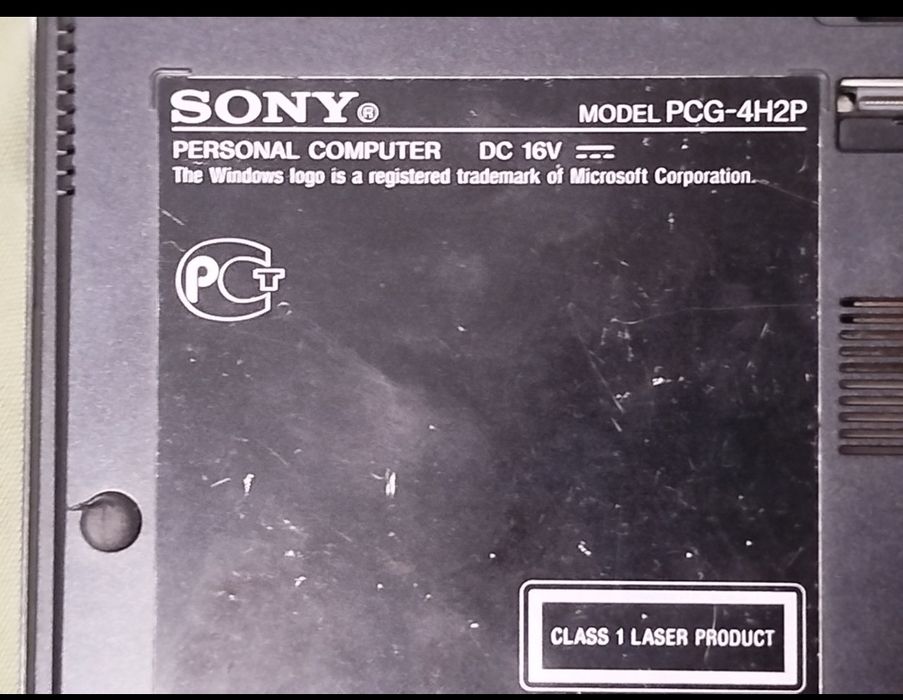 SONY® MODEL PCG-4H2P
PERSONAL COMPUTER DC 16V
The Windows logo is a registered trademark of Microsoft Corporation.
PCT
CLASS 1 LASER PRODUCT